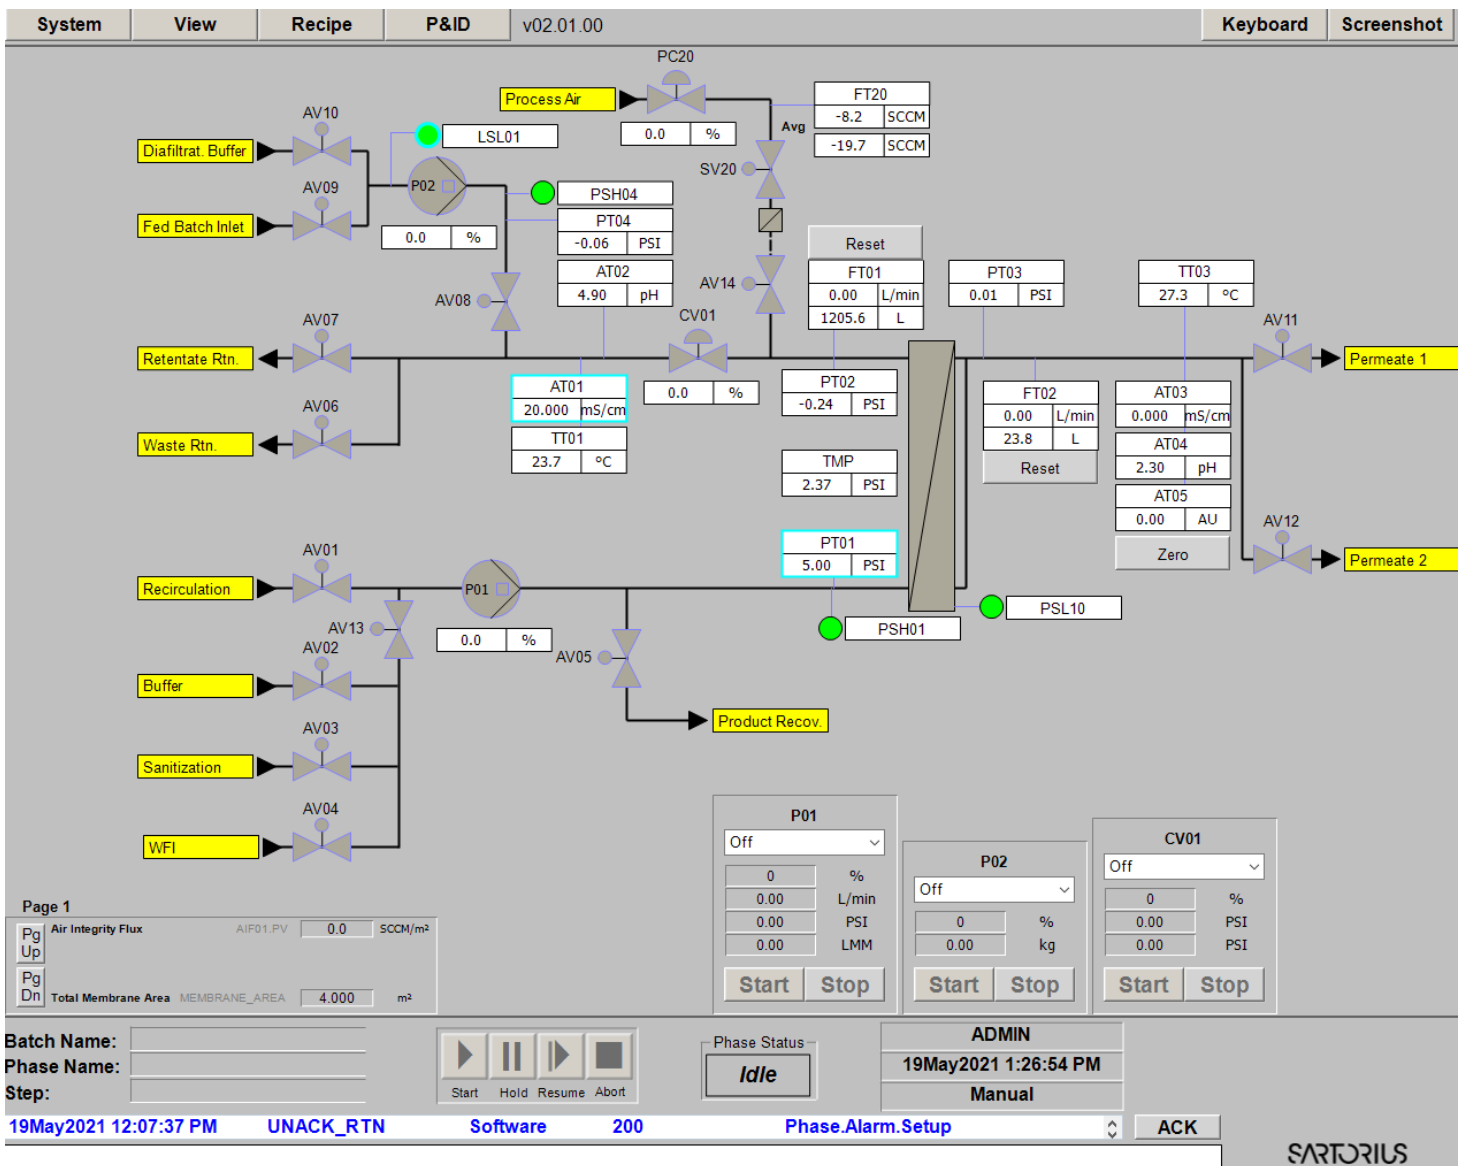 System View Recipe P&ID v02.01.00 Keyboard Screenshot
PC20
Process Air
0.0 %
FT20
Avg
-8.2 SCCM
-19.7 SCCM
AV10
LSL01
Diafiltrat. Buffer
SV20
AV09
P02
PSH04
Fed Batch Inlet
0.0 %
PT04
-0.06 PSI
Reset
AT02
4.90 pH
AV14
FT01
0.00 L/min
1205.6 L
PT03
0.01 PSI
TT03
27.3 ºC
AV08
CV01
AV07
AV11
Retentate Rtn.
Permeate 1
AT01
20.000 mS/cm
0.0 %
PT02
-0.24 PSI
FT02
0.00 L/min
23.8 L
Reset
AT03
0.000 mS/cm
AV06
Waste Rtn.
TT01
23.7 ºC
TMP
2.37 PSI
AT04
2.30 pH
AT05
0.00 AU
Zero
AV12
Permeate 2
AV01
PT01
5.00 PSI
Recirculation
P01
PSL10
AV13
0.0 %
PSH01
AV02
AV05
Buffer
Product Recov.
AV03
Sanitization
AV04
WFI
P01
Off
0 %
0.00 L/min
0.00 PSI
0.00 LMM
Start Stop
P02
Off
0 %
0.00 kg
Start Stop
CV01
Off
0 %
0.00 PSI
0.00 PSI
Start Stop
Page 1
Pg Up
Air Integrity Flux AIF01.PV 0.0 SCCM/m²
Pg Dn
Total Membrane Area MEMBRANE_AREA 4.000 m²
Batch Name:
Phase Name:
Step:
Start Hold Resume Abort
Phase Status
Idle
ADMIN
19May2021 1:26:54 PM
Manual
19May2021 12:07:37 PM UNACK_RTN Software 200 Phase.Alarm.Setup ACK
SARTORIUS